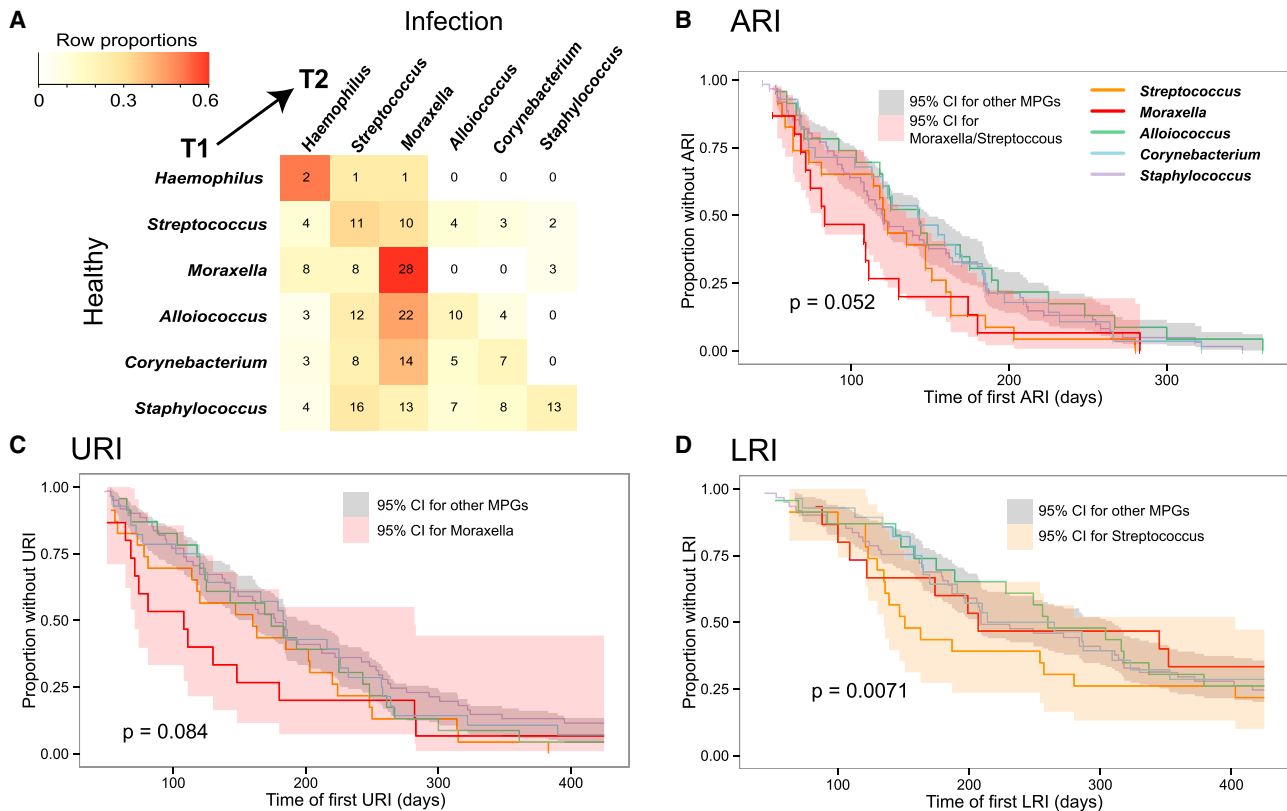 A
Infection
Row proportions
0 0.3 0.6
T2
T1
Haemophilus Streptococcus Moraxella Alloiococcus Corynebacterium Staphylococcus
Healthy
Haemophilus 2 1 1 0 0 0
Streptococcus 4 11 10 4 3 2
Moraxella 8 8 28 0 0 3
Alloiococcus 3 12 22 10 4 0
Corynebacterium 3 8 14 5 7 0
Staphylococcus 4 16 13 7 8 13
B
ARI
Proportion without ARI
1.00
0.75
0.50
0.25
0.00
95% CI for other MPGs
95% CI for
Moraxella/Streptoccous
Streptococcus
Moraxella
Alloiococcus
Corynebacterium
Staphylococcus
p = 0.052
100 200 300
Time of first ARI (days)
C
URI
Proportion without URI
1.00
0.75
0.50
0.25
0.00
95% CI for other MPGs
95% CI for Moraxella
p = 0.084
100 200 300 400
Time of first URI (days)
D
LRI
Proportion without LRI
1.00
0.75
0.50
0.25
0.00
95% CI for other MPGs
95% CI for Streptococcus
p = 0.0071
100 200 300 400
Time of first LRI (days)